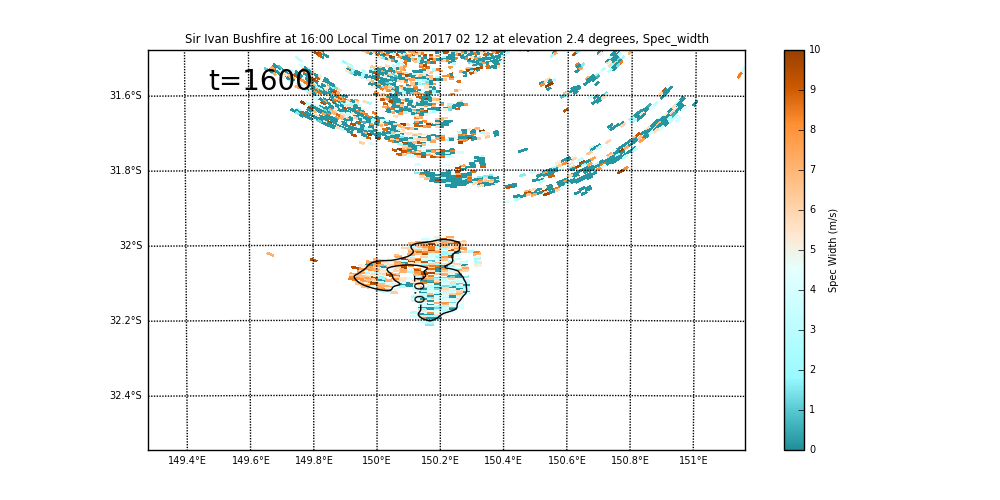 Sir Ivan Bushfire at 16:00 Local Time on 2017 02 12 at elevation 2.4 degrees, Spec_width
t=1600
31.6°S
31.8°S
32°S
32.2°S
32.4°S
10.0
149.4°E 149.6°E 149.8°E 150°E 150.2°E 150.4°E 150.6°E 150.8°E 151°E
10
9
8
7
6
5
4
3
2
1
0
Spec Width (m/s)